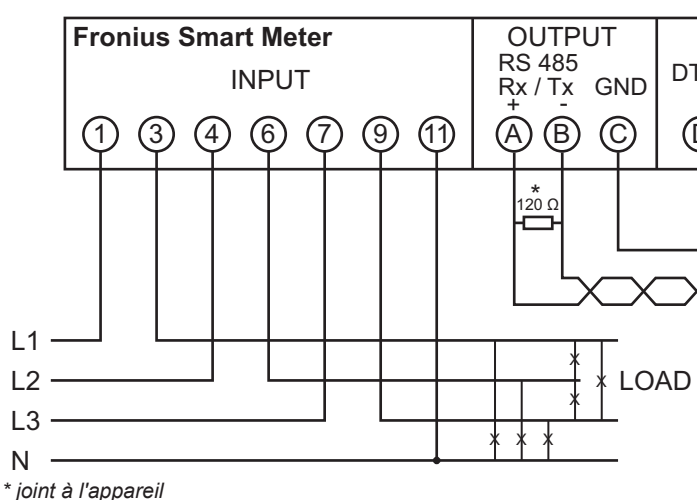 Fronius Smart Meter
INPUT
1 3 4 6 7 9 11
OUTPUT
RS 485
Rx / Tx GND
+ -
A B C
*
120 Ω
L1
L2
L3
N
LOAD
* joint à l'appareil